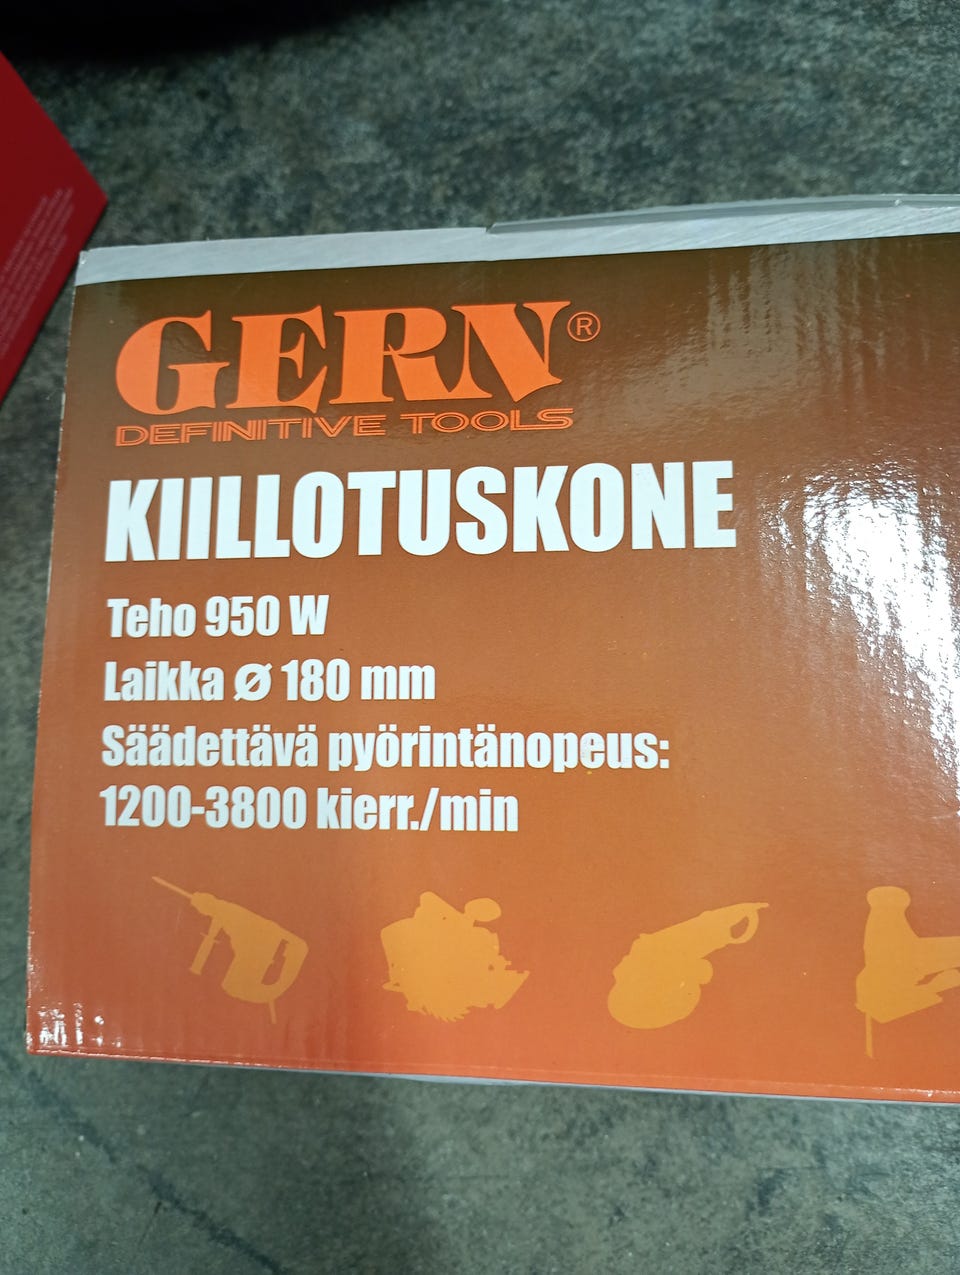 GERN®
DEFINITIVE TOOLS
KIILLOTUSKONE
Teho 950 W
Laikka Ø 180 mm
Säädettävä pyörintänopeus:
1200-3800 kierr./min